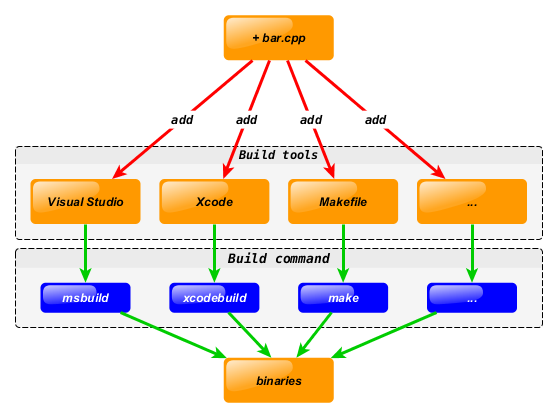 + bar.cpp
add add add add
Build tools
Visual Studio Xcode Makefile ...
Build command
msbuild xcodebuild make ...
binaries